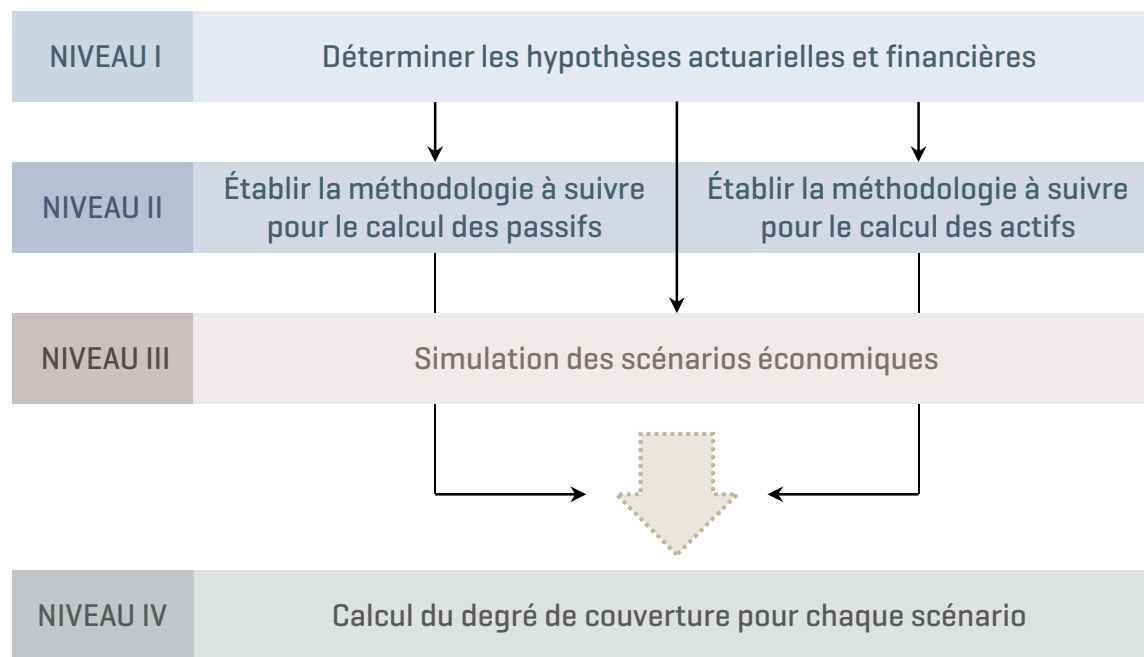 NIVEAU I
Déterminer les hypothèses actuarielles et financières
NIVEAU II
Établir la méthodologie à suivre
pour le calcul des passifs
Établir la méthodologie à suivre
pour le calcul des actifs
NIVEAU III
Simulation des scénarios économiques
NIVEAU IV
Calcul du degré de couverture pour chaque scénario